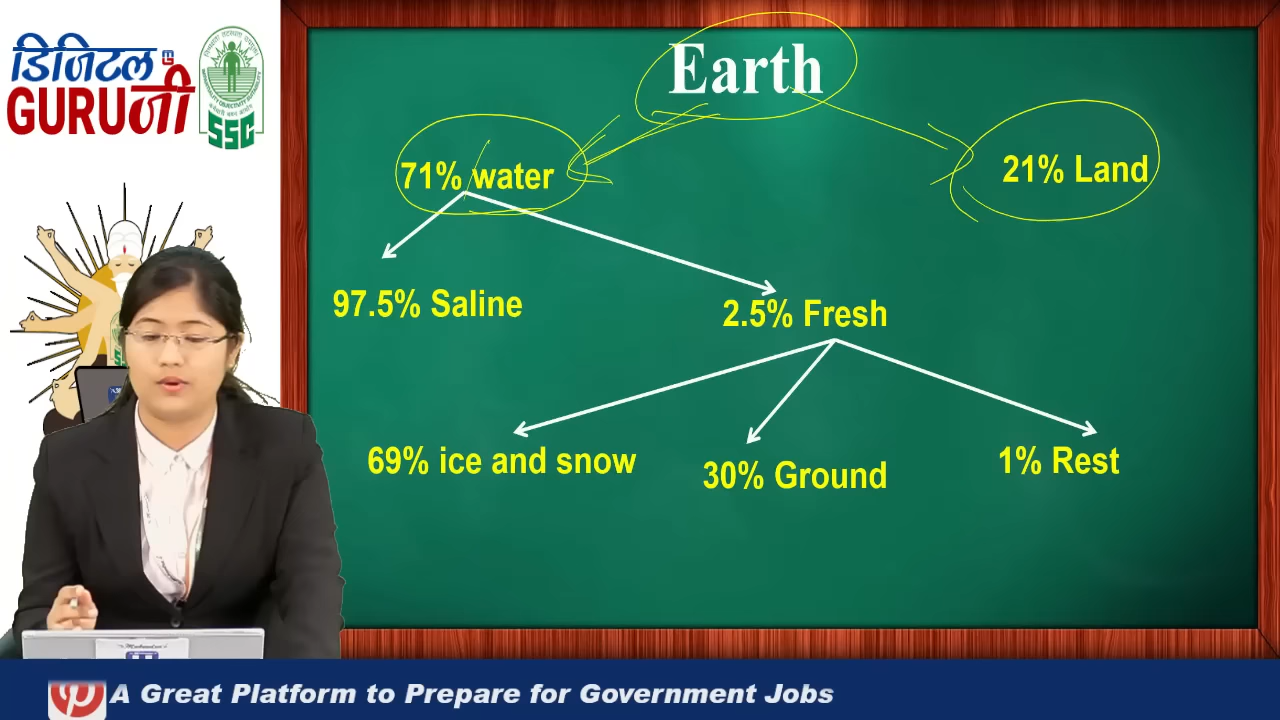 डिजिटल
GURUजी
SSC
Earth
71% water
21% Land
97.5% Saline
2.5% Fresh
69% ice and snow
30% Ground
1% Rest
A Great Platform to Prepare for Government Jobs